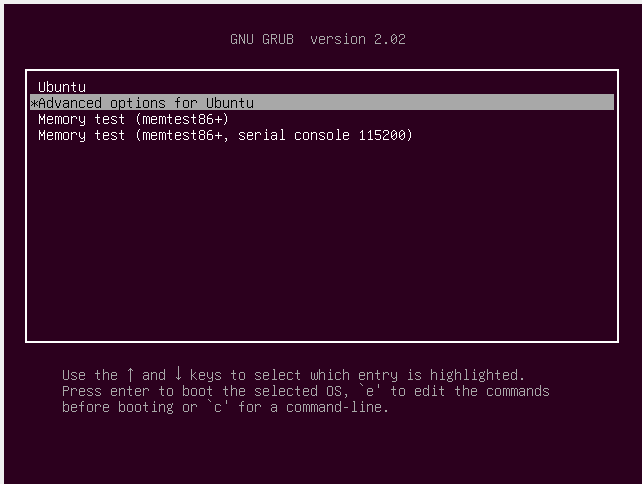 GNU GRUB  version 2.02
Ubuntu
*Advanced options for Ubuntu
Memory test (memtest86+)
Memory test (memtest86+, serial console 115200)
Use the ↑ and ↓ keys to select which entry is highlighted.
Press enter to boot the selected OS, `e' to edit the commands
before booting or `c' for a command-line.